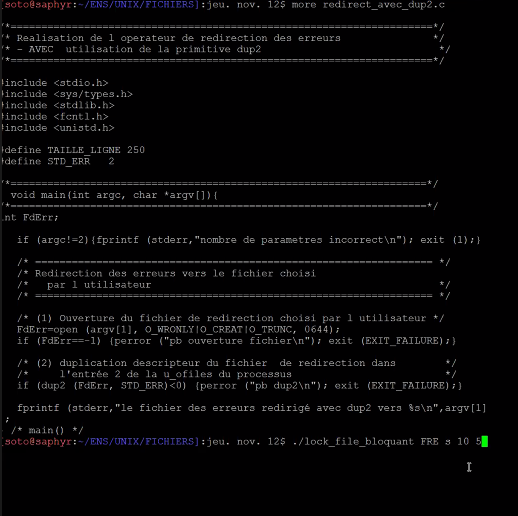 [soto@saphyr:~/ENS/UNIX/FICHIERS]:jeu. nov. 12$ more redirect_avec_dup2.c
/*=====================================================================*/
/* Realisation de l operateur de redirection des erreurs */
/* - AVEC utilisation de la primitive dup2 */
/*=====================================================================*/
#include <stdio.h>
#include <sys/types.h>
#include <stdlib.h>
#include <fcntl.h>
#include <unistd.h>
#define TAILLE_LIGNE 250
#define STD_ERR 2
/*====================================================================*/
void main(int argc, char *argv[]){
/*====================================================================*/
int FdErr;
if (argc!=2){fprintf (stderr,"nombre de parametres incorrect\n"); exit (1);}
/* ================================================================== */
/* Redirection des erreurs vers le fichier choisi
/* par l utilisateur */
/* ================================================================== */
/* (1) Ouverture du fichier de redirection choisi par l utilisateur */
FdErr=open (argv[1], O_WRONLY|O_CREAT|O_TRUNC, 0644);
if (FdErr==-1) {perror ("pb ouverture fichier\n"); exit (EXIT_FAILURE);}
/* (2) duplication descripteur du fichier de redirection dans */
/* l'entrée 2 de la u_ofiles du processus */
if (dup2 (FdErr, STD_ERR)<0) {perror ("pb dup2\n"); exit (EXIT_FAILURE);}
fprintf (stderr,"le fichier des erreurs redirigé avec dup2 vers %s\n",argv[1]
;
/* main() */
[soto@saphyr:~/ENS/UNIX/FICHIERS]:jeu. nov. 12$ ./lock_file_bloquant FRE s 10 5